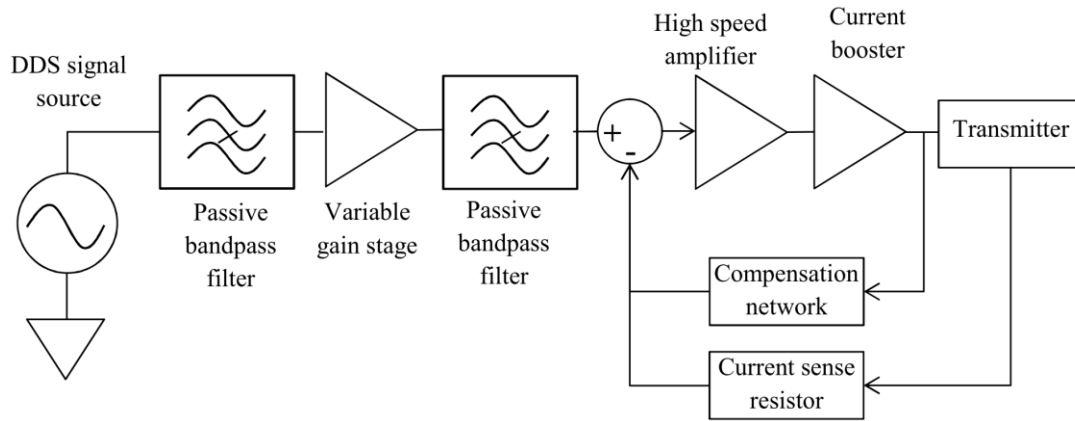 DDS signal
source
Passive
bandpass
filter
Variable
gain stage
Passive
bandpass
filter
+
-
High speed
amplifier
Current
booster
Transmitter
Compensation
network
Current sense
resistor